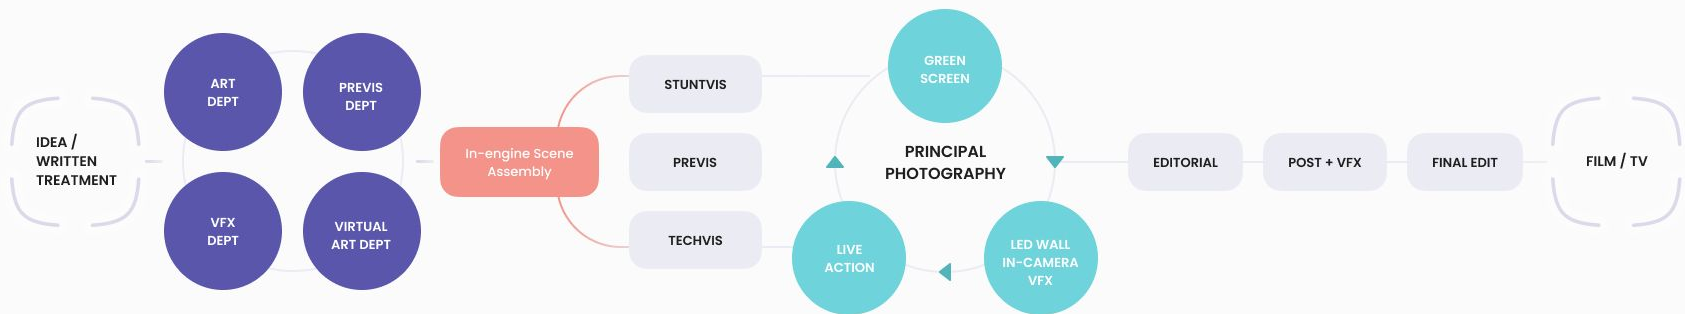 IDEA /
WRITTEN
TREATMENT
ART
DEPT
PREVIS
DEPT
VFX
DEPT
VIRTUAL
ART DEPT
In-engine Scene
Assembly
STUNTVIS
PREVIS
TECHVIS
GREEN
SCREEN
PRINCIPAL
PHOTOGRAPHY
LIVE
ACTION
LED WALL
IN-CAMERA
VFX
EDITORIAL
POST + VFX
FINAL EDIT
FILM / TV